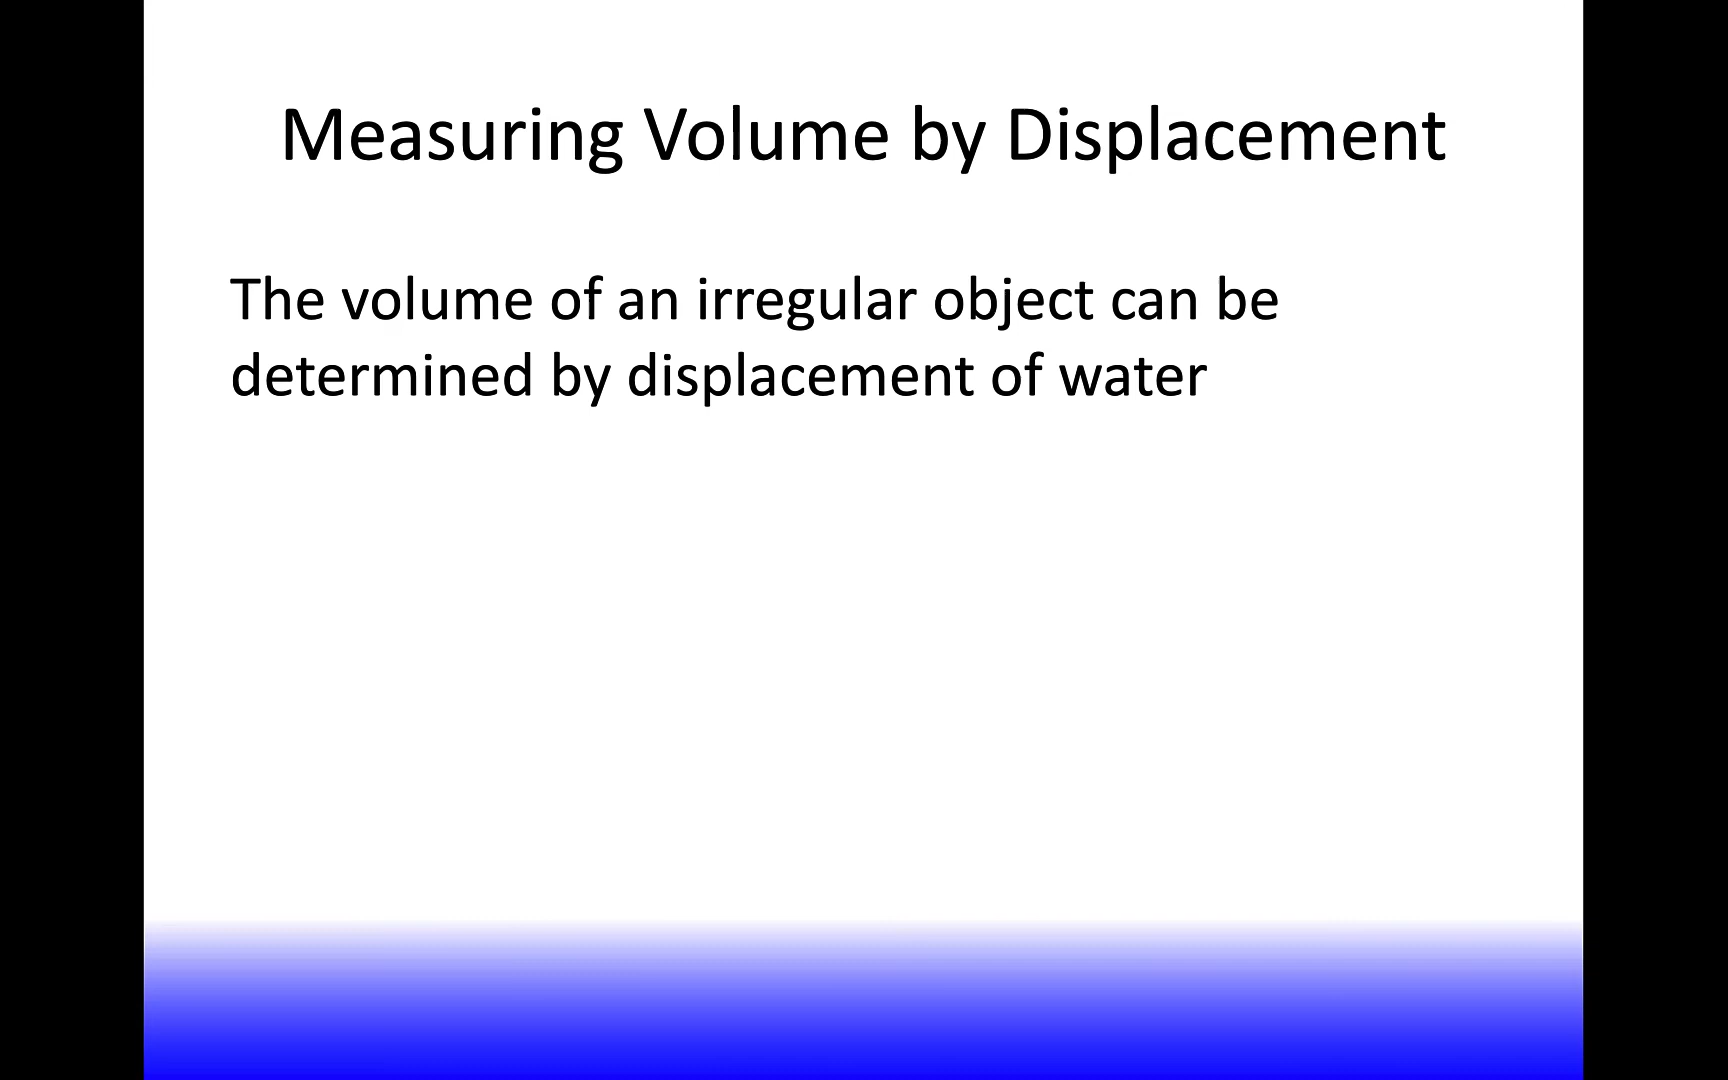 Measuring Volume by Displacement
The volume of an irregular object can be
determined by displacement of water